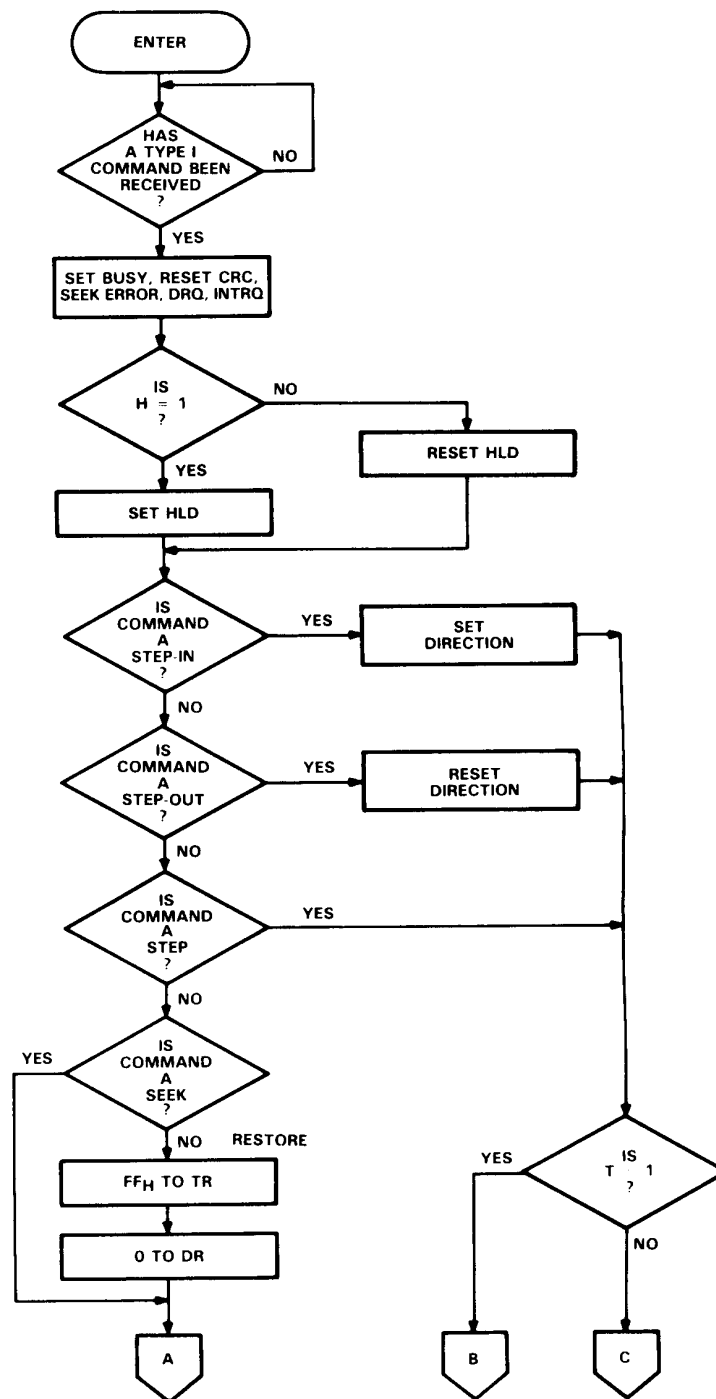 ENTER
HAS
A TYPE I
COMMAND BEEN
RECEIVED
?
NO
YES
SET BUSY, RESET CRC,
SEEK ERROR, DRQ, INTRQ
IS
H = 1
?
NO
RESET HLD
YES
SET HLD
IS
COMMAND
A
STEP-IN
?
YES
SET
DIRECTION
NO
IS
COMMAND
A
STEP-OUT
?
YES
RESET
DIRECTION
NO
IS
COMMAND
A
STEP
?
YES
NO
IS
COMMAND
A
SEEK
?
YES
NO
RESTORE
FFH TO TR
0 TO DR
A
IS
T 1
?
YES
NO
B
C